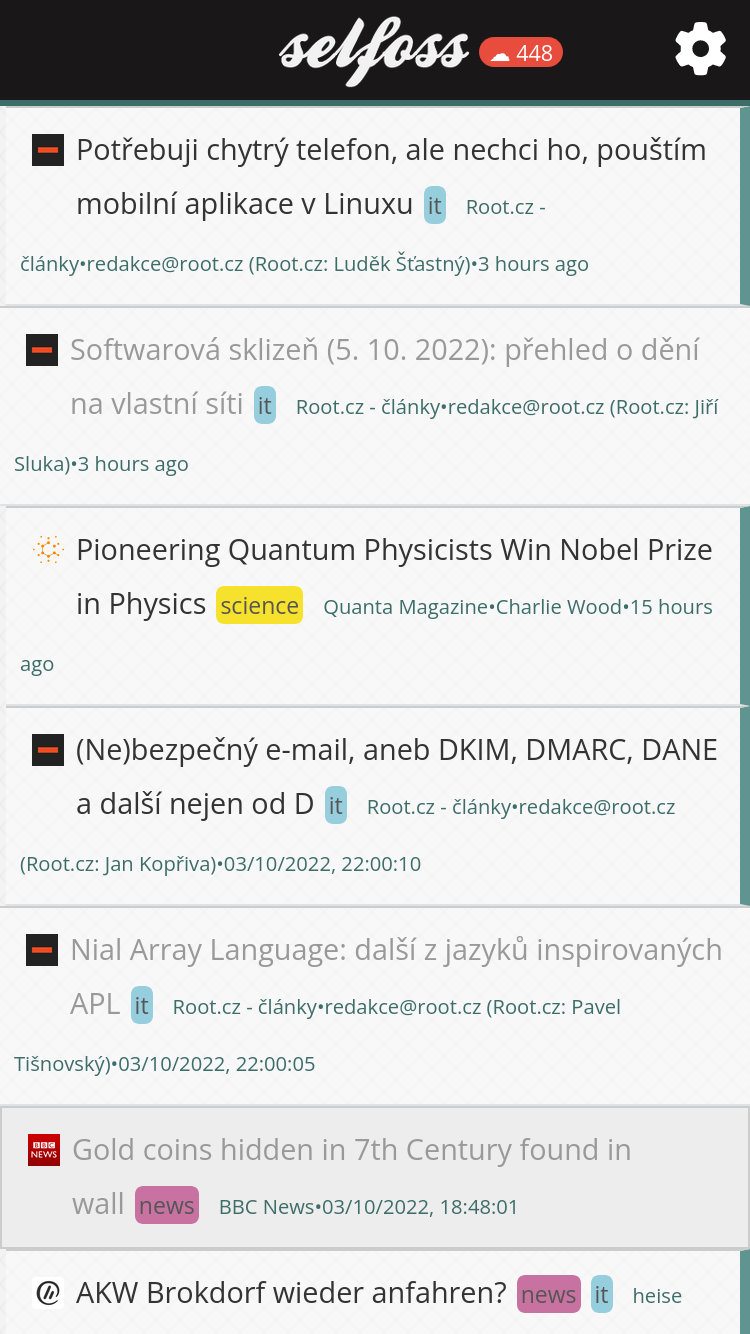 selfoss ☁ 448
Potřebuji chytrý telefon, ale nechci ho, pouštím
mobilní aplikace v Linuxu it Root.cz -
články•redakce@root.cz (Root.cz: Luděk Šťastný)•3 hours ago
Softwarová sklizeň (5. 10. 2022): přehled o dění
na vlastní síti it Root.cz - články•redakce@root.cz (Root.cz: Jiří
Sluka)•3 hours ago
Pioneering Quantum Physicists Win Nobel Prize
in Physics science Quanta Magazine•Charlie Wood•15 hours
ago
(Ne)bezpečný e-mail, aneb DKIM, DMARC, DANE
a další nejen od D it Root.cz - články•redakce@root.cz
(Root.cz: Jan Kopřiva)•03/10/2022, 22:00:10
Nial Array Language: další z jazyků inspirovaných
APL it Root.cz - články•redakce@root.cz (Root.cz: Pavel
Tišnovský)•03/10/2022, 22:00:05
BBC NEWS Gold coins hidden in 7th Century found in
wall news BBC News•03/10/2022, 18:48:01
AKW Brokdorf wieder anfahren? news it heise